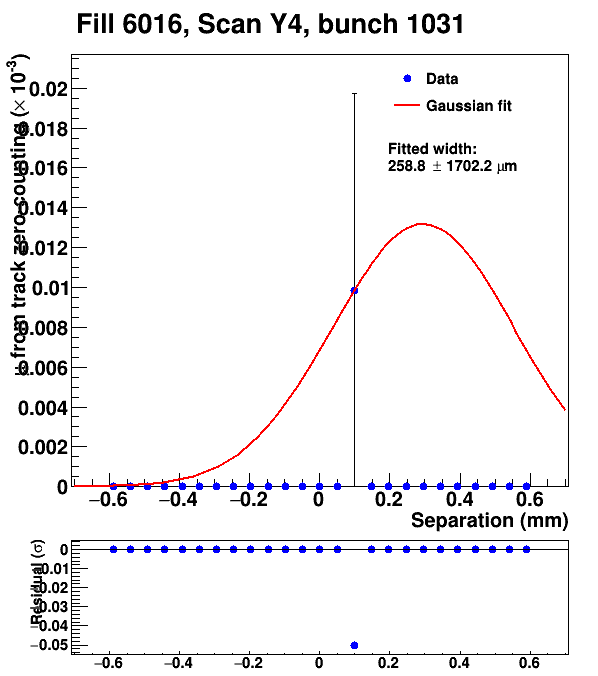 Fill 6016, Scan Y4, bunch 1031
μ from track zero counting (× 10⁻³)
Data
Gaussian fit
Fitted width:
258.8 ± 1702.2 μm
0.02
0.018
0.016
0.014
0.012
0.01
0.008
0.006
0.004
0.002
0
−0.6 −0.4 −0.2 0 0.2 0.4 0.6
Separation (mm)
Residual (σ)
0
−0.01
−0.02
−0.03
−0.04
−0.05
−0.6 −0.4 −0.2 0 0.2 0.4 0.6